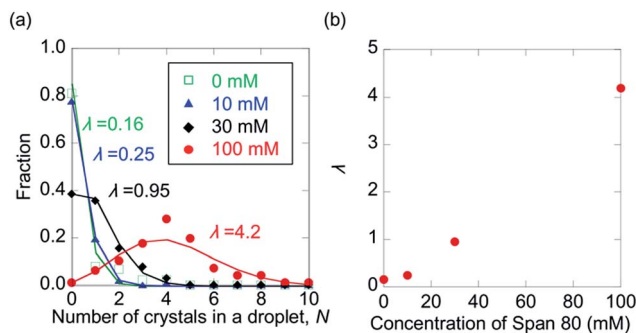 (a)
1.0
0.8
0.6
0.4
0.2
0.0
Fraction
0 mM
10 mM
30 mM
100 mM
λ=0.16
λ=0.25
λ=0.95
λ=4.2
0 2 4 6 8 10
Number of crystals in a droplet, N
(b)
5
4
3
2
1
0
λ
0 20 40 60 80 100
Concentration of Span 80 (mM)